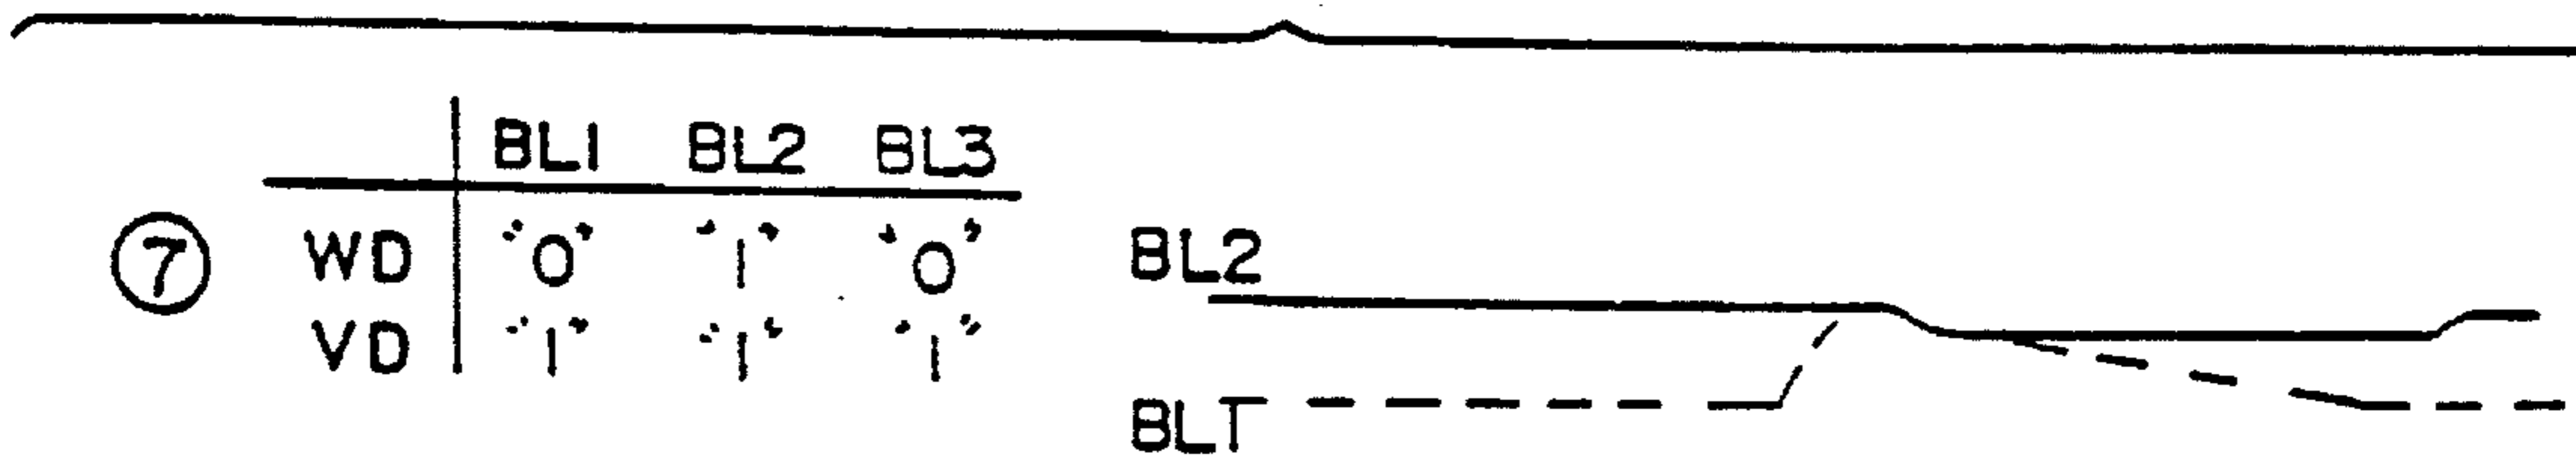 BL1 BL2 BL3
⑦ WD "0" "1" "0"
VD "1" "1" "1"
BL2
BLT